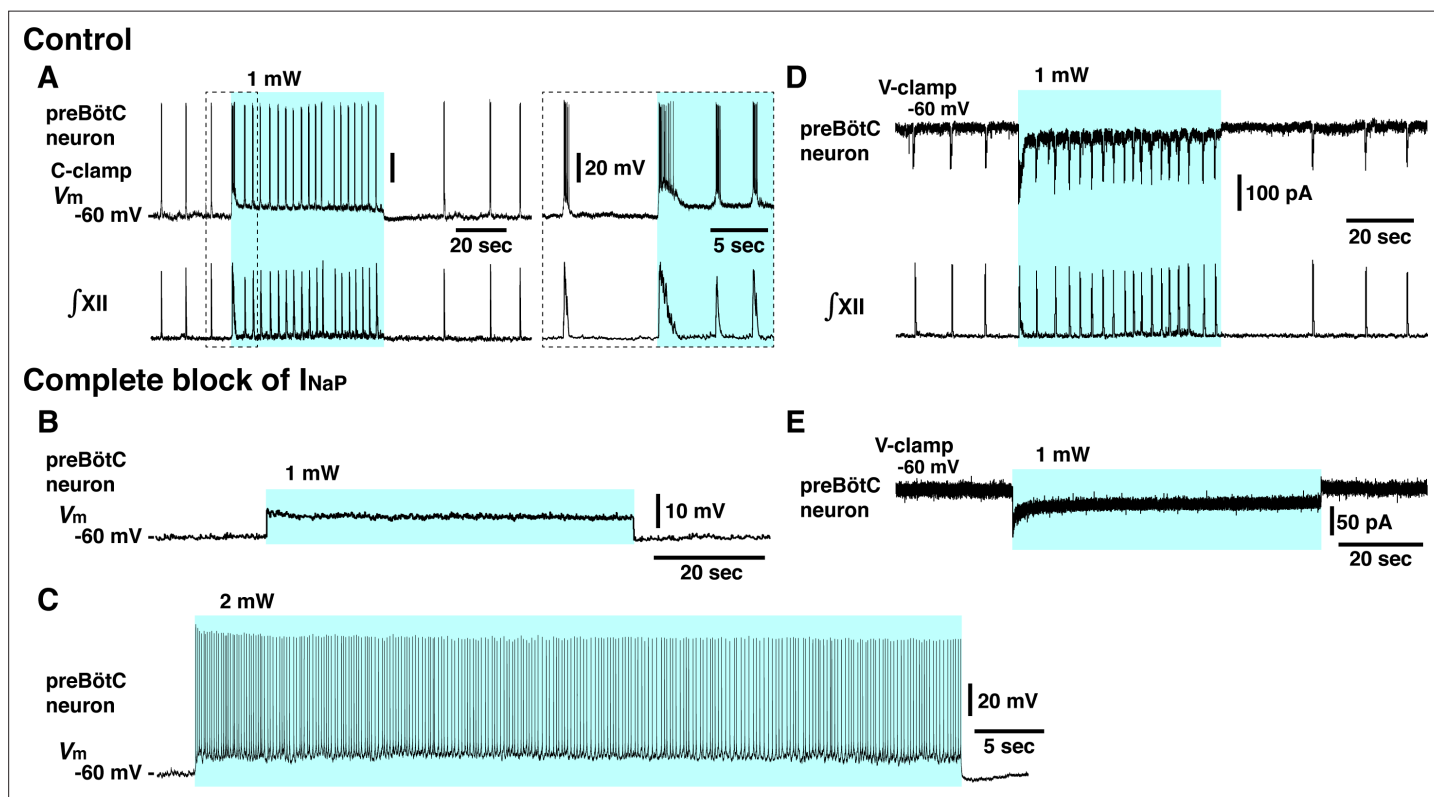 Control
A
1 mW
preBötC
neuron
C-clamp
Vm
-60 mV
20 mV
20 sec
5 sec
∫XII
D
1 mW
V-clamp
-60 mV
preBötC
neuron
100 pA
20 sec
∫XII
Complete block of INaP
B
preBötC
neuron
1 mW
Vm
-60 mV
10 mV
20 sec
E
V-clamp
-60 mV
1 mW
preBötC
neuron
50 pA
20 sec
C
2 mW
preBötC
neuron
Vm
-60 mV
20 mV
5 sec